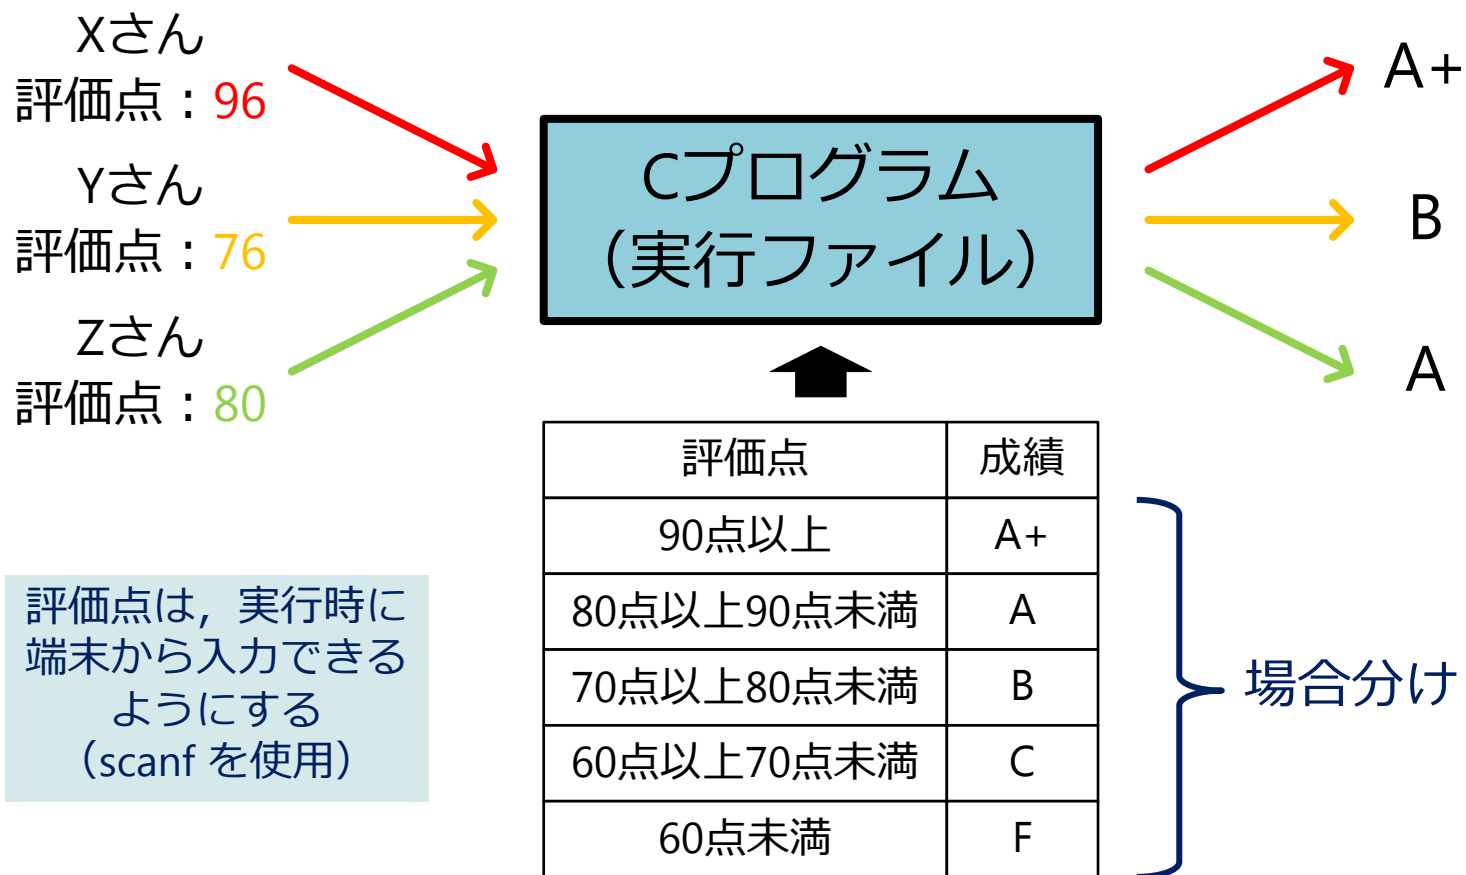 Xさん
評価点：96
Yさん
評価点：76
Zさん
評価点：80
Cプログラム
（実行ファイル）
A+
B
A
評価点 成績
90点以上 A+
80点以上90点未満 A
70点以上80点未満 B
60点以上70点未満 C
60点未満 F
場合分け
評価点は，実行時に
端末から入力できる
ようにする
（scanf を使用）